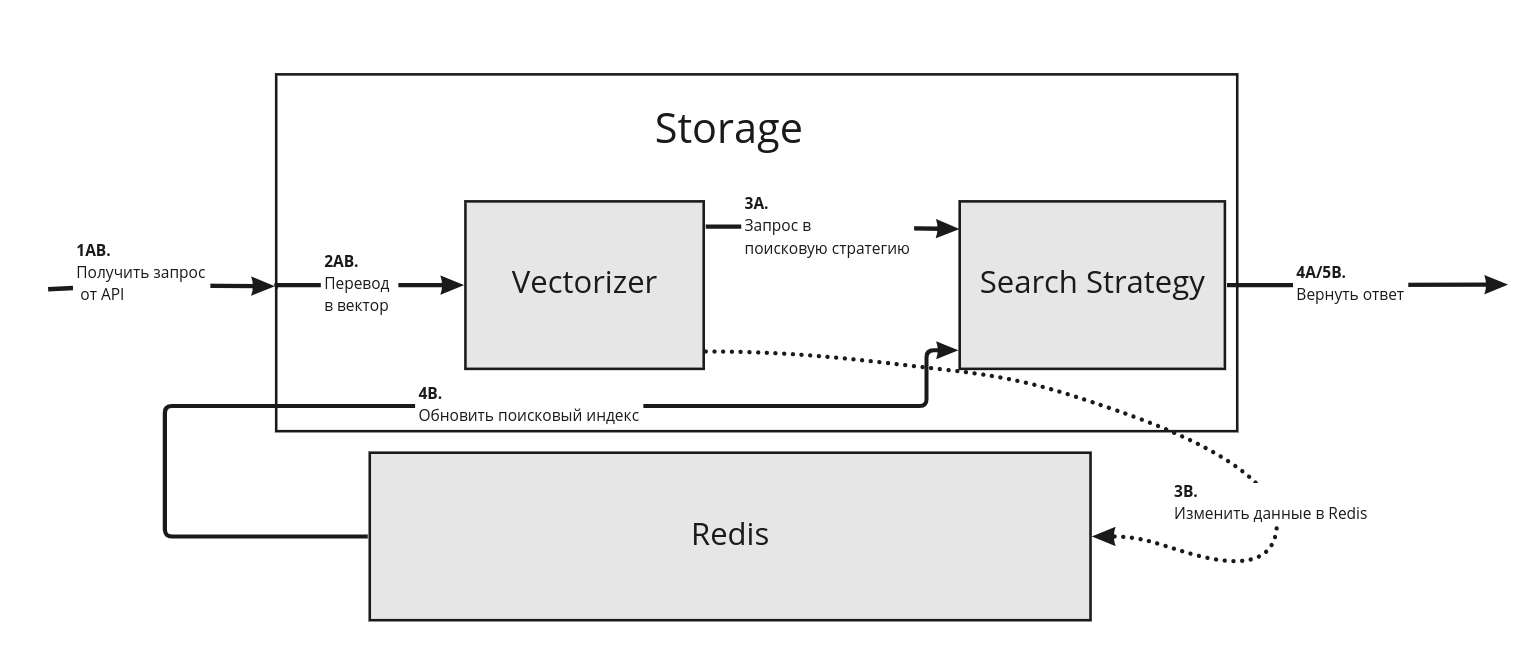 Storage
1AB.
Получить запрос
от API
2AB.
Перевод
в вектор
Vectorizer
3A.
Запрос в
поисковую стратегию
Search Strategy
4A/5B.
Вернуть ответ
4B.
Обновить поисковый индекс
3B.
Изменить данные в Redis
Redis